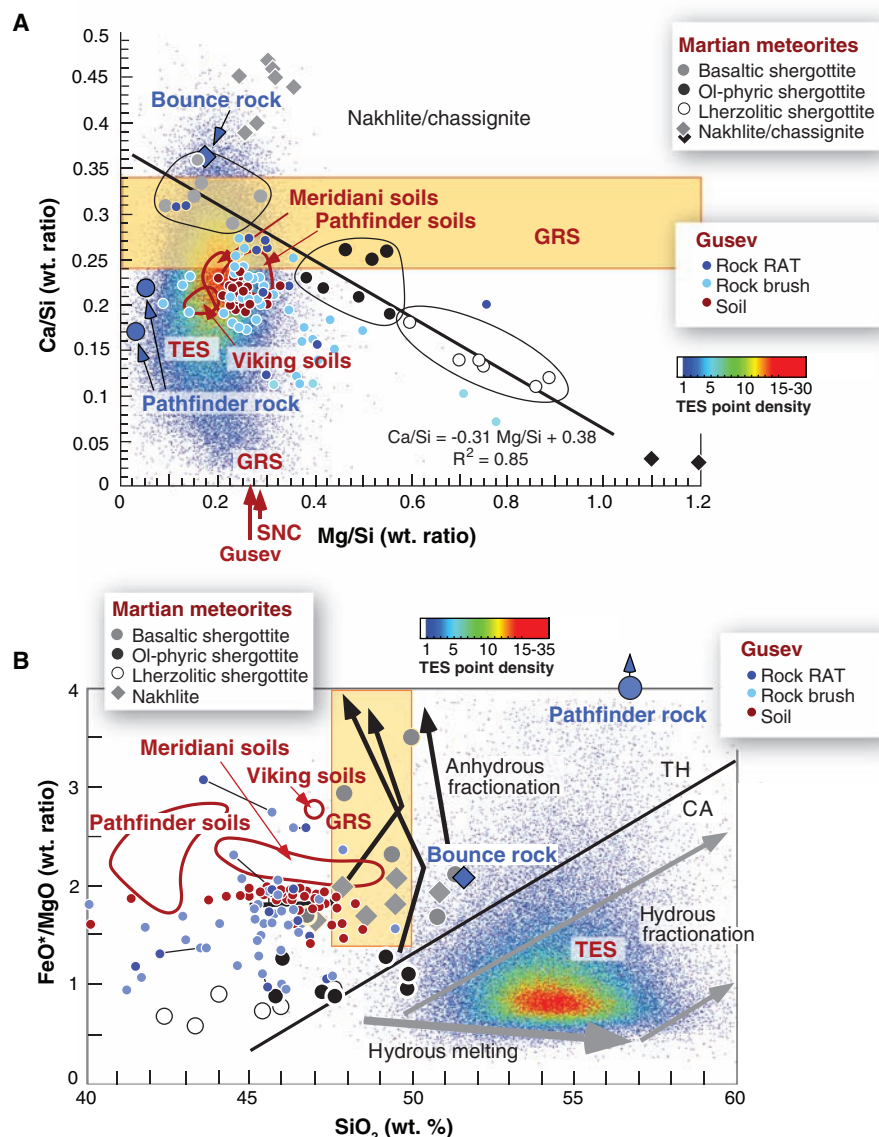 A
Martian meteorites
Basaltic shergottite
Ol-phyric shergottite
Lherzolitic shergottite
Nakhlite/chassignite
Gusev
Rock RAT
Rock brush
Soil
1 5 10 15-30
TES point density
0.5
0.45
0.4
0.35
0.3
0.25
0.2
0.15
0.1
0.05
0
Ca/Si (wt. ratio)
Bounce rock
Nakhlite/chassignite
Meridiani soils
Pathfinder soils
GRS
TES
Viking soils
Pathfinder rock
Ca/Si = -0.31 Mg/Si + 0.38
R2 = 0.85
GRS
0 0.2 0.4 0.6 0.8 1.0 1.2
SNC
Mg/Si (wt. ratio)
Gusev
B
Martian meteorites
Basaltic shergottite
Ol-phyric shergottite
Lherzolitic shergottite
Nakhlite
1 5 10 15-35
TES point density
Gusev
Rock RAT
Rock brush
Soil
4
3
2
1
0
FeO*/MgO (wt. ratio)
Pathfinder rock
Meridiani soils
Viking soils
Pathfinder soils
GRS
Anhydrous
fractionation
TH
CA
Bounce rock
Hydrous
fractionation
TES
Hydrous melting
40 45 50 55 60
SiO2 (wt. %)